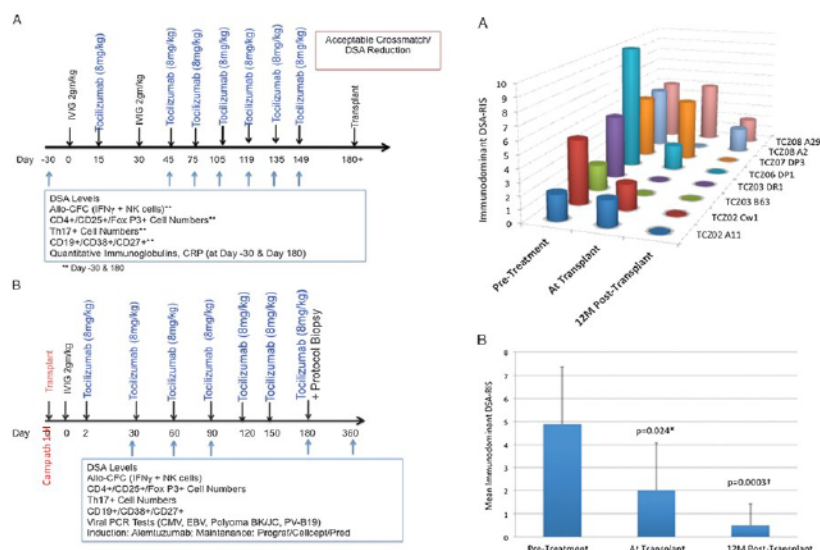 A
IVIG 2gm/kg
Tocilizumab (8mg/kg)
IVIG 2gm/kg
Tocilizumab (8mg/kg)
Tocilizumab (8mg/kg)
Tocilizumab (8mg/kg)
Tocilizumab (8mg/kg)
Tocilizumab (8mg/kg)
Tocilizumab (8mg/kg)
Acceptable Crossmatch/
DSA Reduction
Transplant
Day -30 0 15 30 45 75 105 119 135 149 180+
DSA Levels
Allo-CFC (IFNγ + NK cells)**
CD4+/CD25+/Fox P3+ Cell Numbers**
Th17+ Cell Numbers**
CD19+/CD38+/CD27+**
Quantitative Immunoglobulins, CRP (at Day -30 & Day 180)
** Day -30 & 180
B
Transplant
IVIG 2gm/kg
Tocilizumab (8mg/kg)
Tocilizumab (8mg/kg)
Tocilizumab (8mg/kg)
Tocilizumab (8mg/kg)
Tocilizumab (8mg/kg)
Tocilizumab (8mg/kg)
Tocilizumab (8mg/kg)
+ Protocol Biopsy
Day 0 2 30 60 90 120 150 180 360
Campath
DSA Levels
Allo-CFC (IFNγ + NK cells)
CD4+/CD25+/Fox P3+ Cell Numbers
Th17+ Cell Numbers
CD19+/CD38+/CD27+
Viral PCR Tests (CMV, EBV, Polyoma BK/JC, PV-B19)
Induction: Alemtuzumab: Maintenance: Prograf/Cellcept/Pred
A
Immunodominant DSA-RIS
10
9
8
7
6
5
4
3
2
1
0
Pre-Treatment
At Transplant
12M Post-Transplant
TCZ08 A29
TCZ08 A2
TCZ07 DP3
TCZ06 DP1
TCZ03 DR1
TCZ03 B63
TCZ02 Cw1
TCZ02 A11
B
Mean Immunodominant DSA-RIS
8
7
6
5
4
3
2
1
0
p=0.024*
p=0.0003†
Pre-Treatment At Transplant 12M Post-Transplant